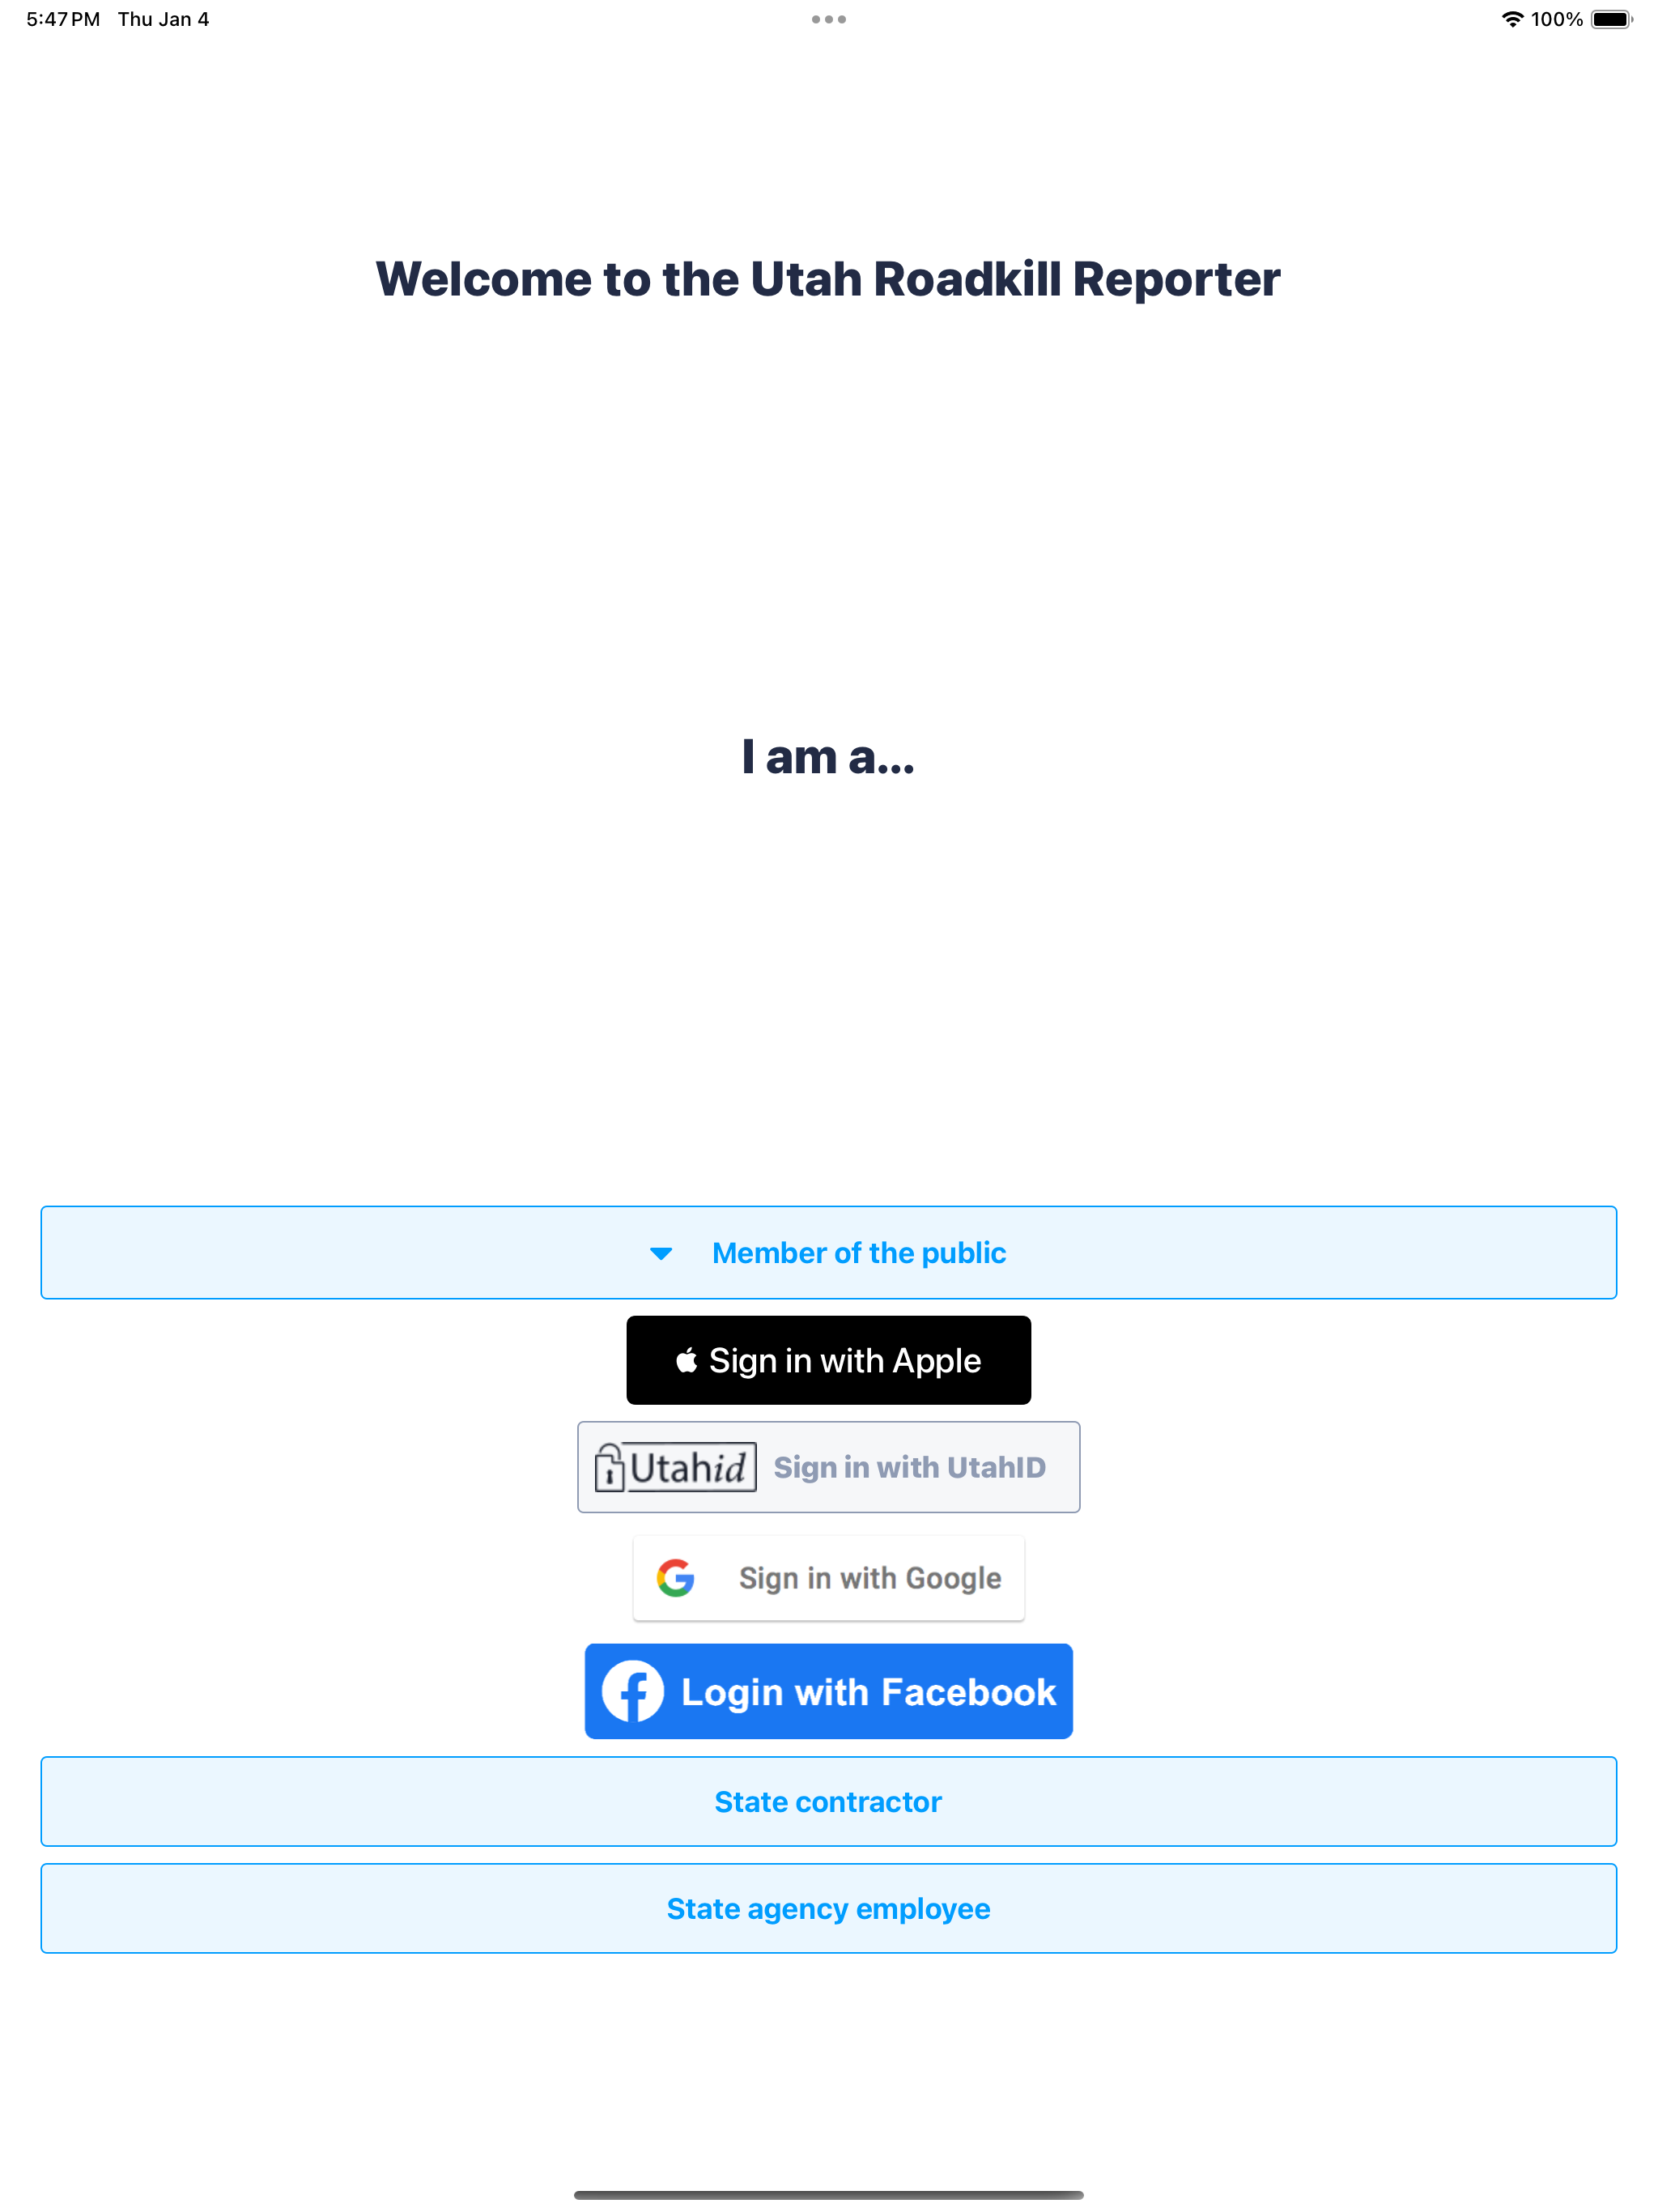 5:47 PM Thu Jan 4
100%
Welcome to the Utah Roadkill Reporter
I am a...
Member of the public
Sign in with Apple
Utahid Sign in with UtahID
Sign in with Google
Login with Facebook
State contractor
State agency employee